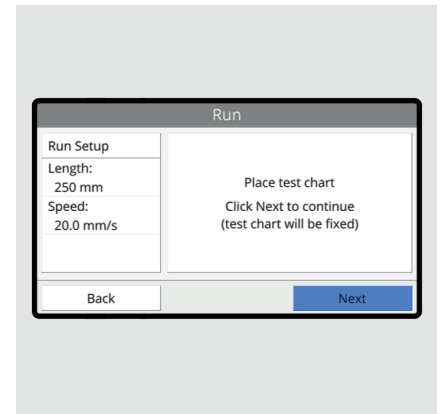 Run
Run Setup
Length:
250 mm
Speed:
20.0 mm/s
Place test chart
Click Next to continue
(test chart will be fixed)
Back
Next